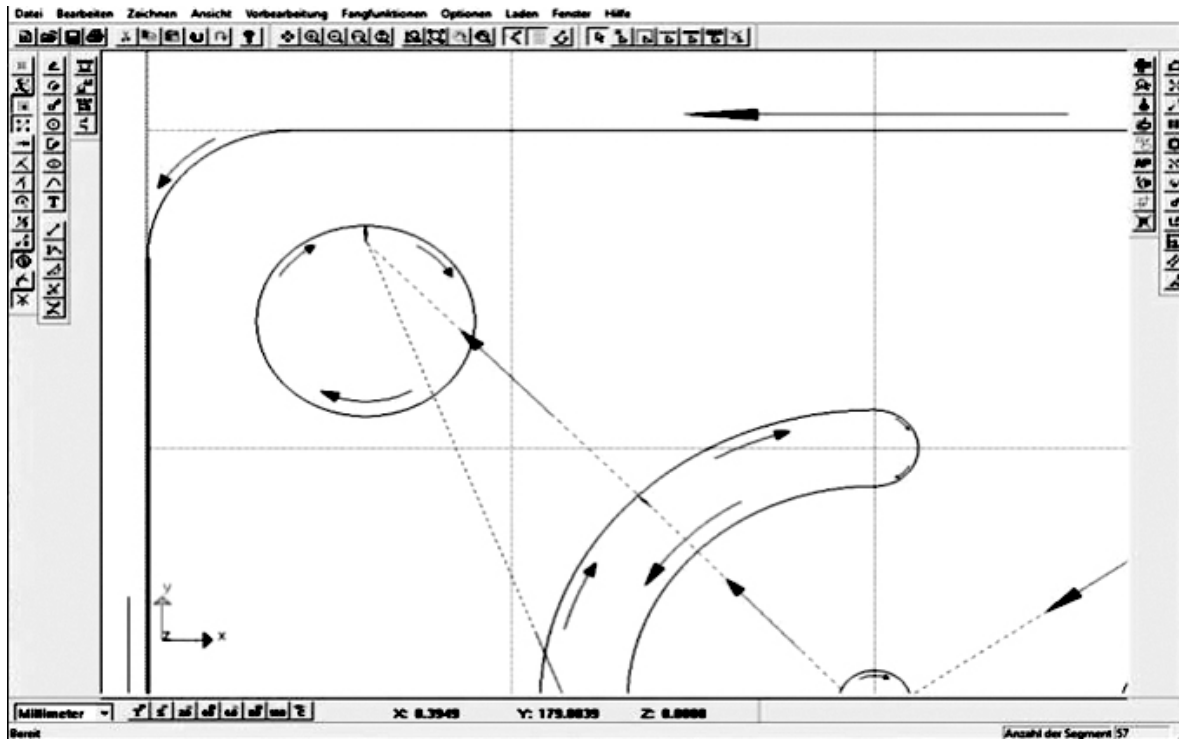 Datei Bearbeiten Zeichnen Ansicht Vorbearbeitung Fangfunktionen Optionen Laden Fenster Hilfe
T
AP
y
z x
Millimeter X: 0.3949 Y: 179.0039 Z: 0.0000
Bereit Anzahl der Segment 57